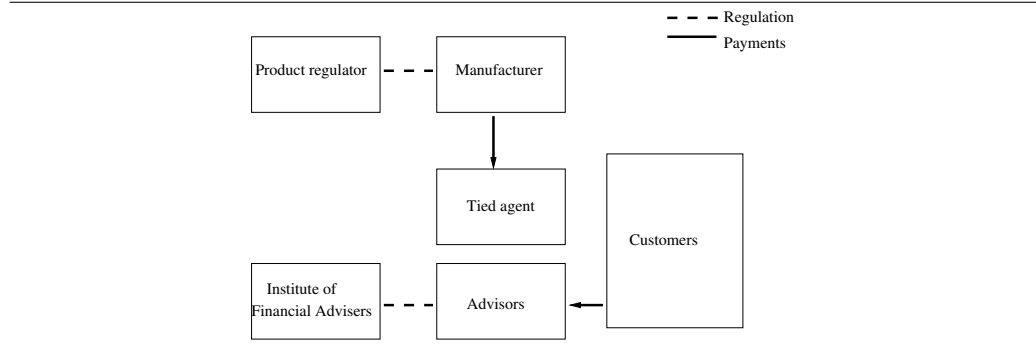 Regulation
Payments
Product regulator
Manufacturer
Tied agent
Customers
Institute of
Financial Advisers
Advisors